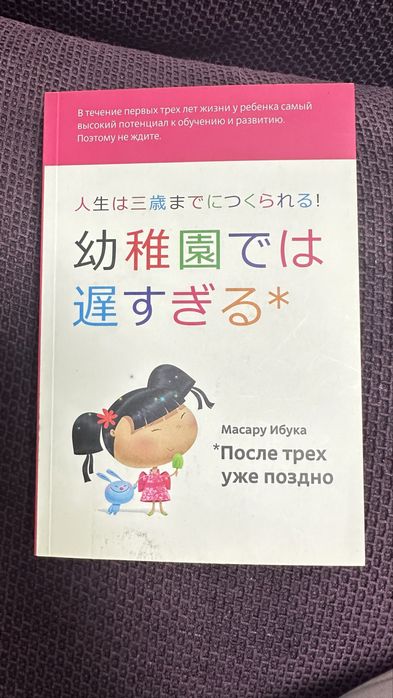 В течение первых трех лет жизни у ребенка самый
высокий потенциал к обучению и развитию.
Поэтому не ждите.
人生は三歳までにつくられる!
幼稚園では
遅すぎる*
Масару Ибука
*После трех
уже поздно